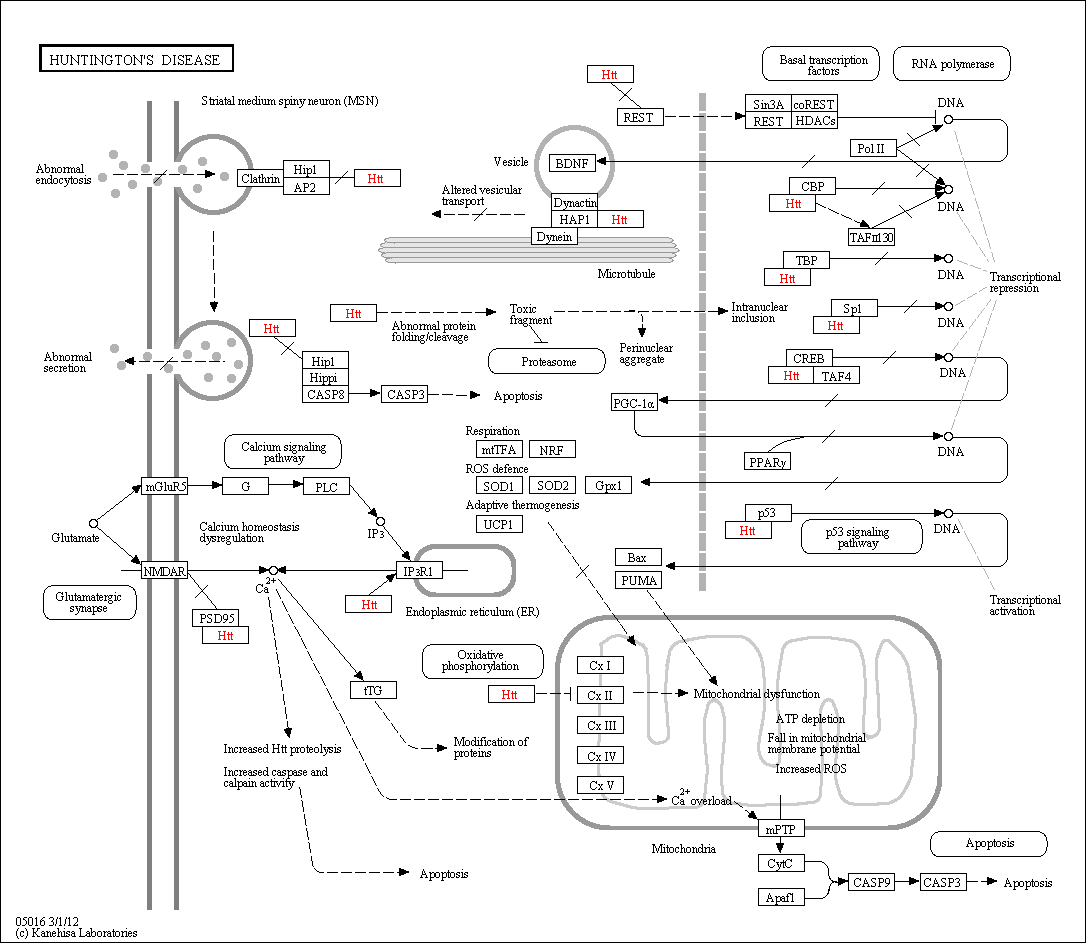 HUNTINGTON'S DISEASE
Striatal medium spiny neuron (MSN)
Htt
REST
Basal transcription
factors
RNA polymerase
Sin3A
coREST
REST
HDACs
DNA
Pol II
Abnormal
endocytosis
Clathrin
Hip1
AP2
Htt
Vesicle
BDNF
Altered vesicular
transport
Dynactin
HAP1
Htt
Dynein
Microtubule
CBP
Htt
DNA
TAFII130
TBP
Htt
DNA
Transcriptional
repression
Sp1
Htt
DNA
Htt
Abnormal protein
folding/cleavage
Toxic
fragment
Intranuclear
inclusion
Perinuclear
aggregate
Proteasome
Abnormal
secretion
Htt
Hip1
Hippi
CASP8
CASP3
Apoptosis
CREB
Htt
TAF4
DNA
PGC-1α
PPARγ
DNA
Respiration
mtTFA
NRF
ROS defence
SOD1
SOD2
Gpx1
Adaptive thermogenesis
UCP1
Calcium signaling
pathway
mGluR5
G
PLC
IP3
Glutamate
Calcium homeostasis
dysregulation
p53
Htt
p53 signaling
pathway
DNA
NMDAR
Ca2+
IP3R1
Htt
Endoplasmic reticulum (ER)
Bax
PUMA
Glutamatergic
synapse
PSD95
Htt
Transcriptional
activation
Oxidative
phosphorylation
Htt
Cx I
Cx II
Cx III
Cx IV
Cx V
Mitochondrial dysfunction
ATP depletion
Fall in mitochondrial
membrane potential
Increased ROS
tTG
Modification of
proteins
Increased Htt proteolysis
Increased caspase and
calpain activity
Ca2+ overload
mPTP
Mitochondria
CytC
Apaf1
CASP9
CASP3
Apoptosis
Apoptosis
Apoptosis
05016 3/1/12
(c) Kanehisa Laboratories